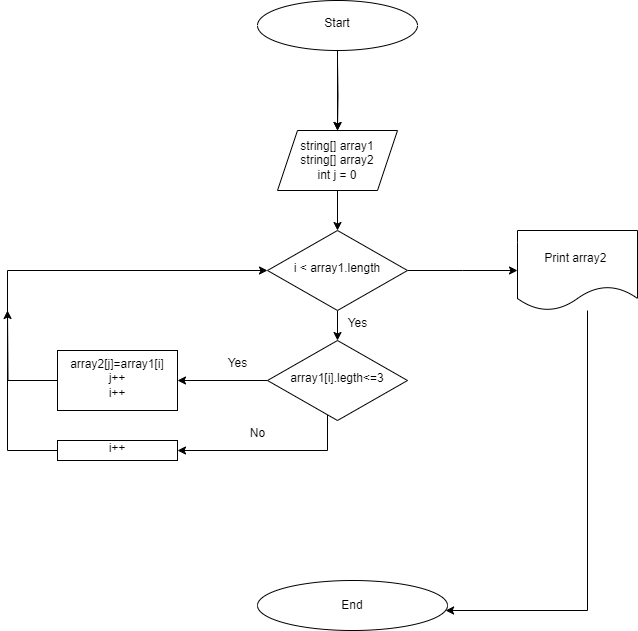 Start
string[] array1
string[] array2
int j = 0
i < array1.length
Print array2
Yes
array1[i].legth<=3
Yes
array2[j]=array1[i]
j++
i++
No
i++
End